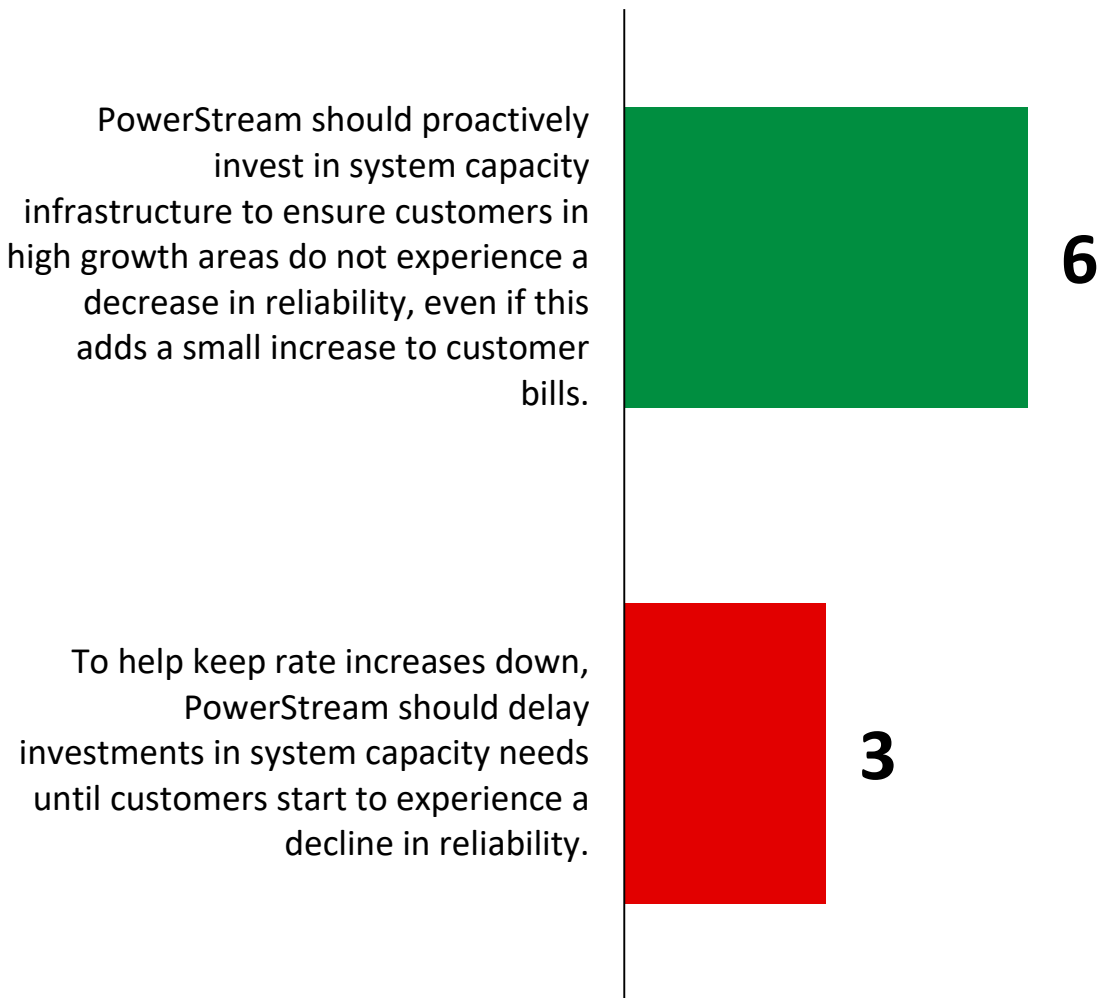 PowerStream should proactively
invest in system capacity
infrastructure to ensure customers in
high growth areas do not experience a
decrease in reliability, even if this
adds a small increase to customer
bills.
6
To help keep rate increases down,
PowerStream should delay
investments in system capacity needs
until customers start to experience a
decline in reliability.
3